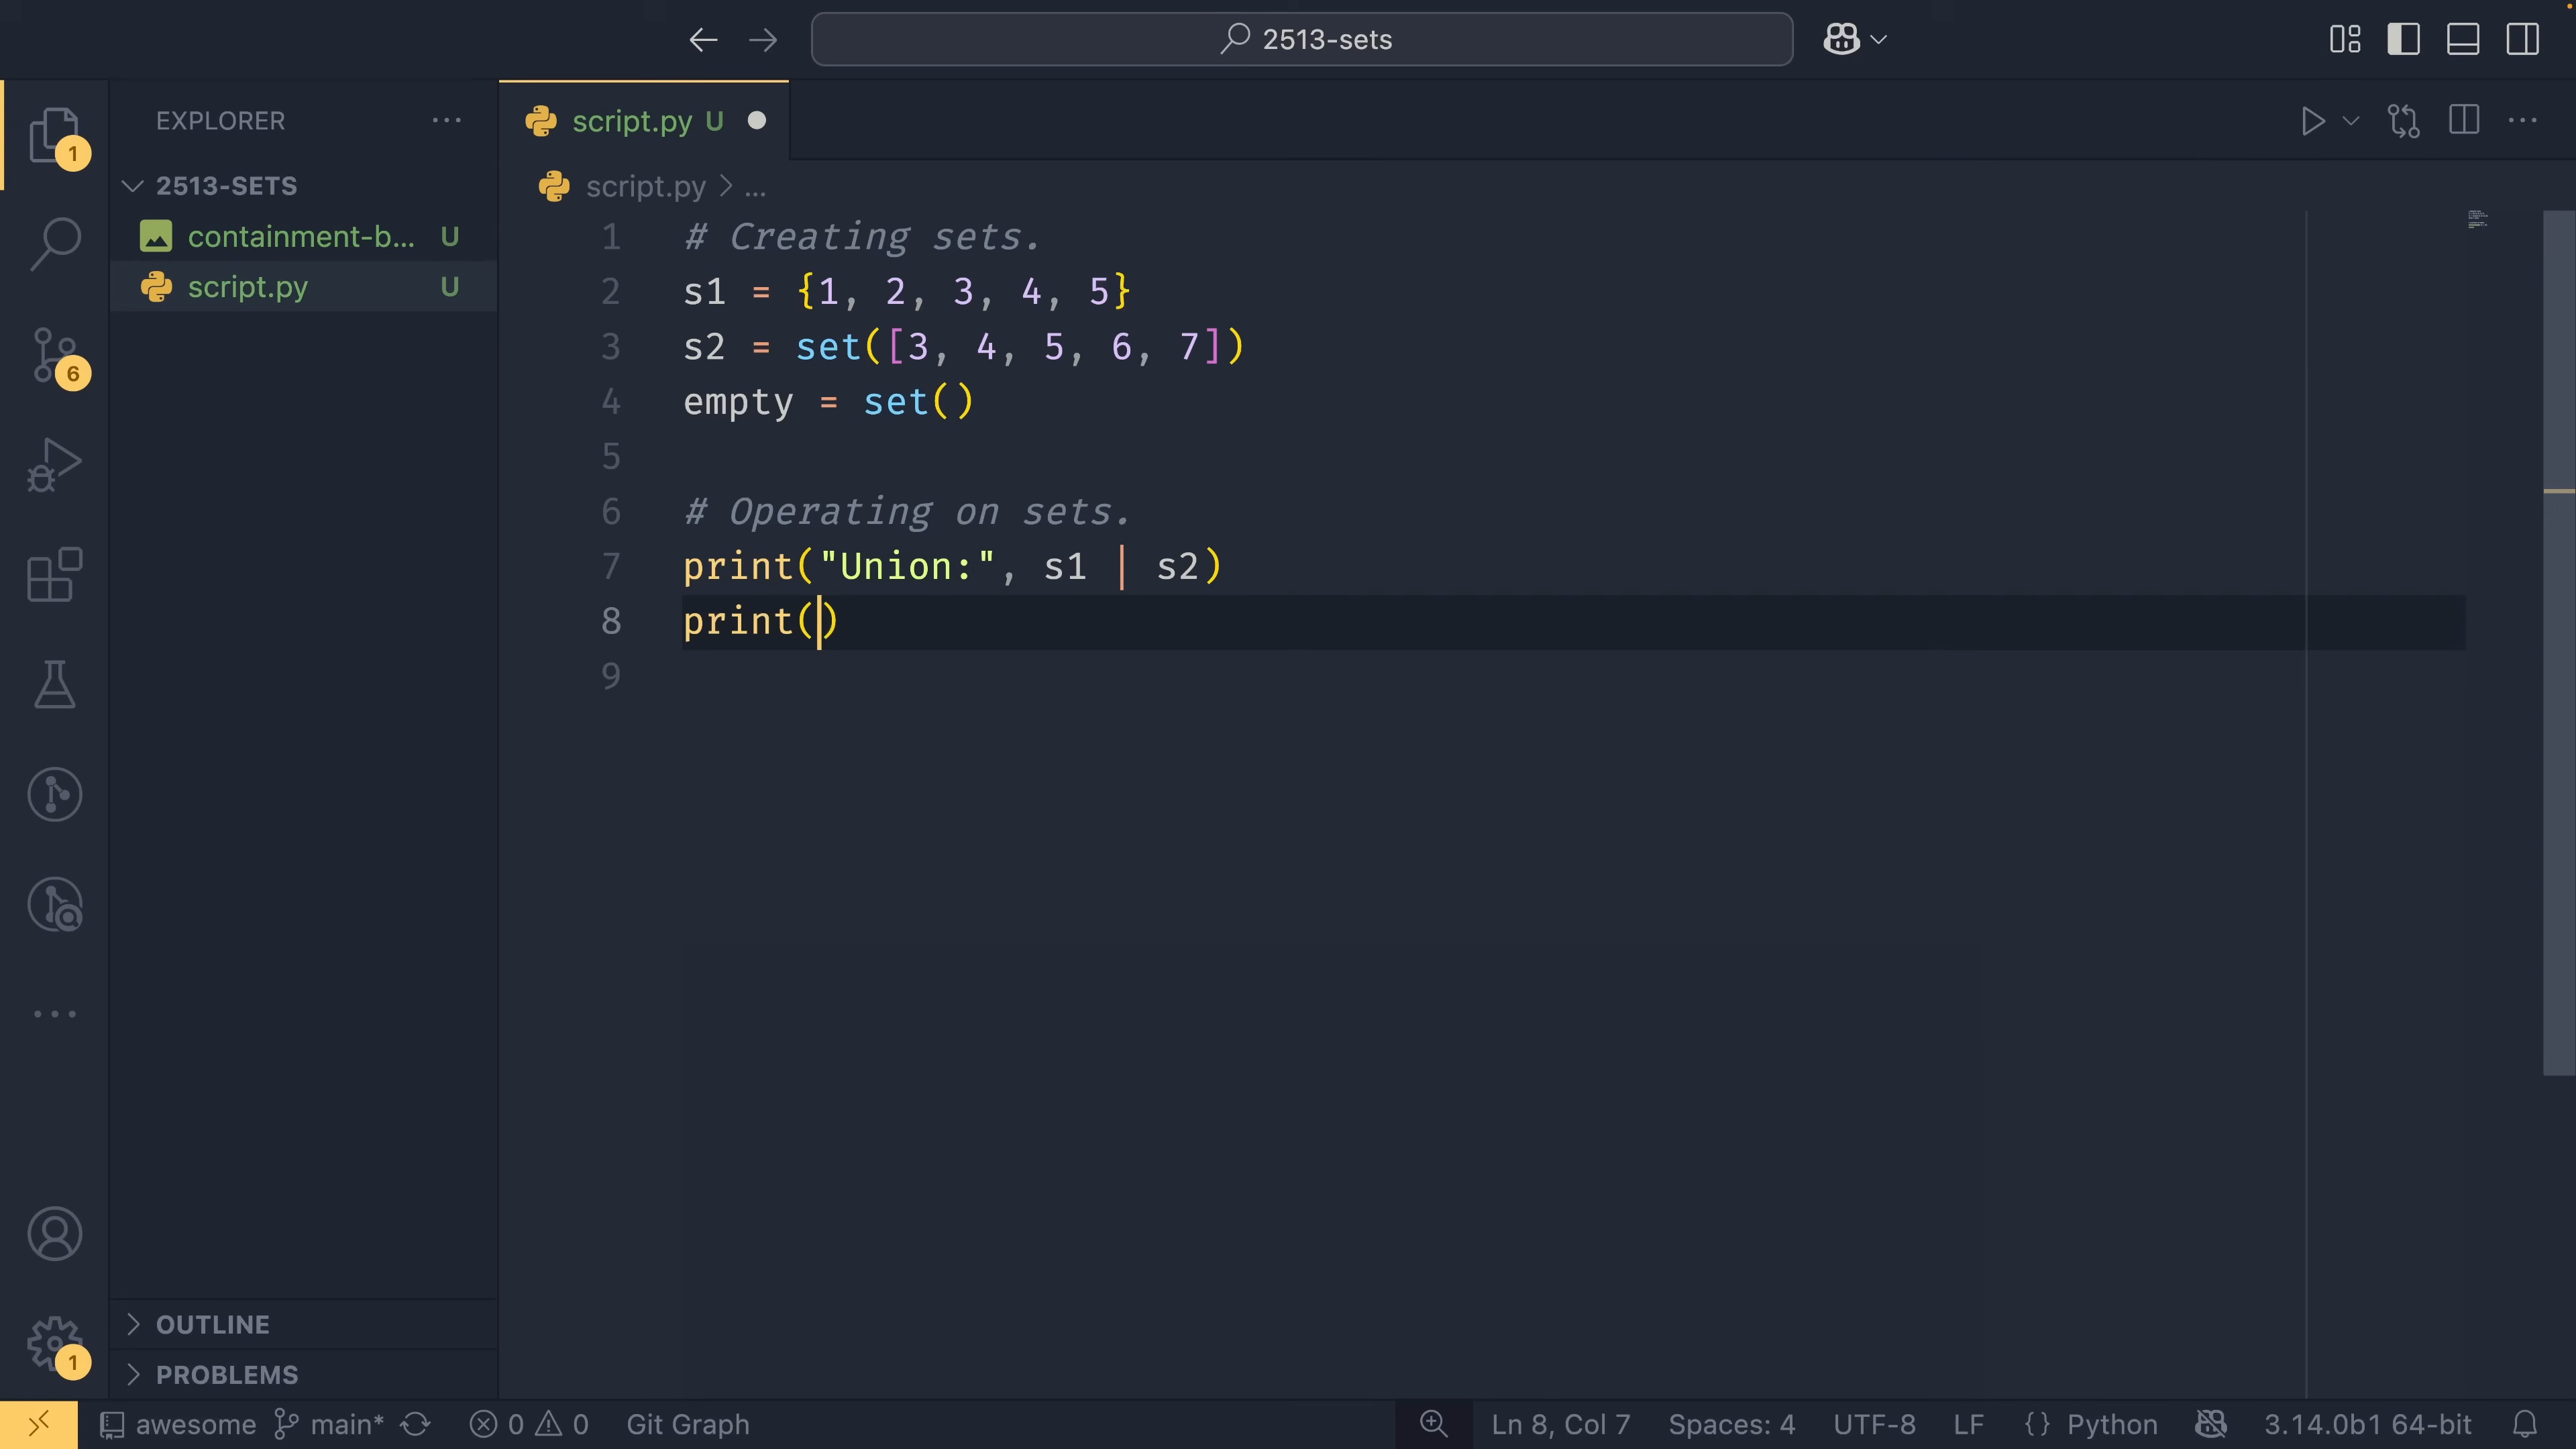 2513-sets
EXPLORER
1
2513-SETS
containment-b... U
script.py U
6
OUTLINE
PROBLEMS
1
script.py U
script.py > ...
1 # Creating sets.
2 s1 = {1, 2, 3, 4, 5}
3 s2 = set([3, 4, 5, 6, 7])
4 empty = set()
5
6 # Operating on sets.
7 print("Union:", s1 | s2)
8 print()
9
awesome main* 0 0 Git Graph Ln 8, Col 7 Spaces: 4 UTF-8 LF {} Python 3.14.0b1 64-bit